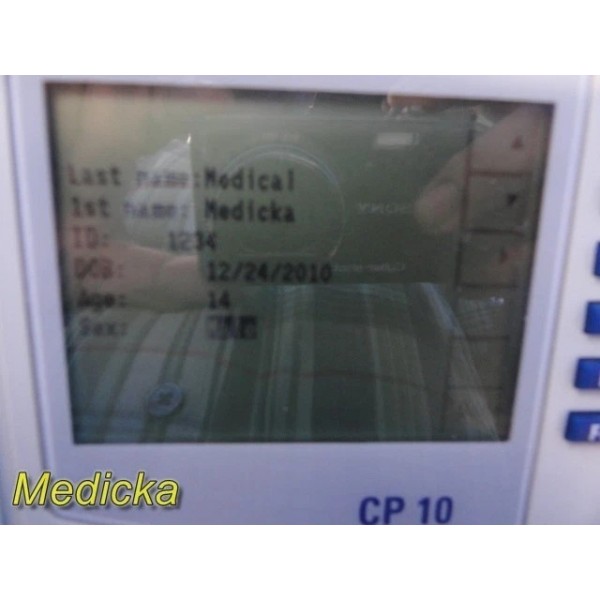 Last name:Medical
1st name: Medicka
ID: 1234
DOB: 12/24/2010
Age: 14
Sex:
Medicka
CP 10